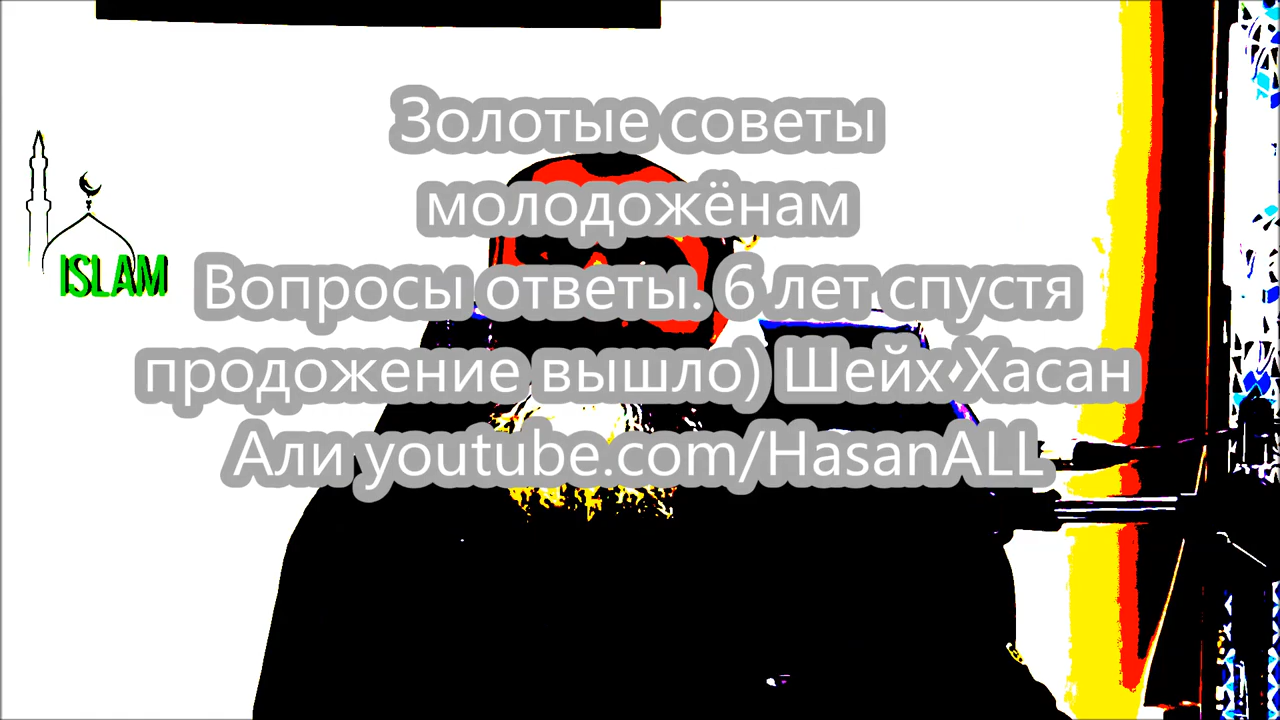 Золотые советы
молодожёнам
ISLAM
Вопросы ответы. 6 лет спустя
продожение вышло) Шейх Хасан
Али youtube.com/HasanALL